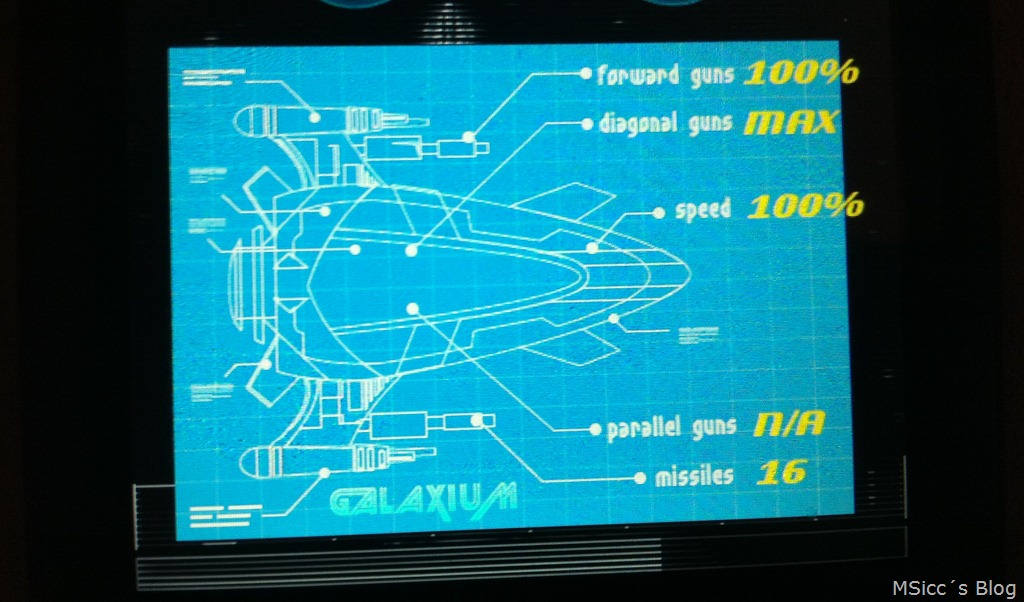 forward guns 100%
diagonal guns MAX
speed 100%
parallel guns N/A
missiles 16
GALAXIUM
MSicc´s Blog